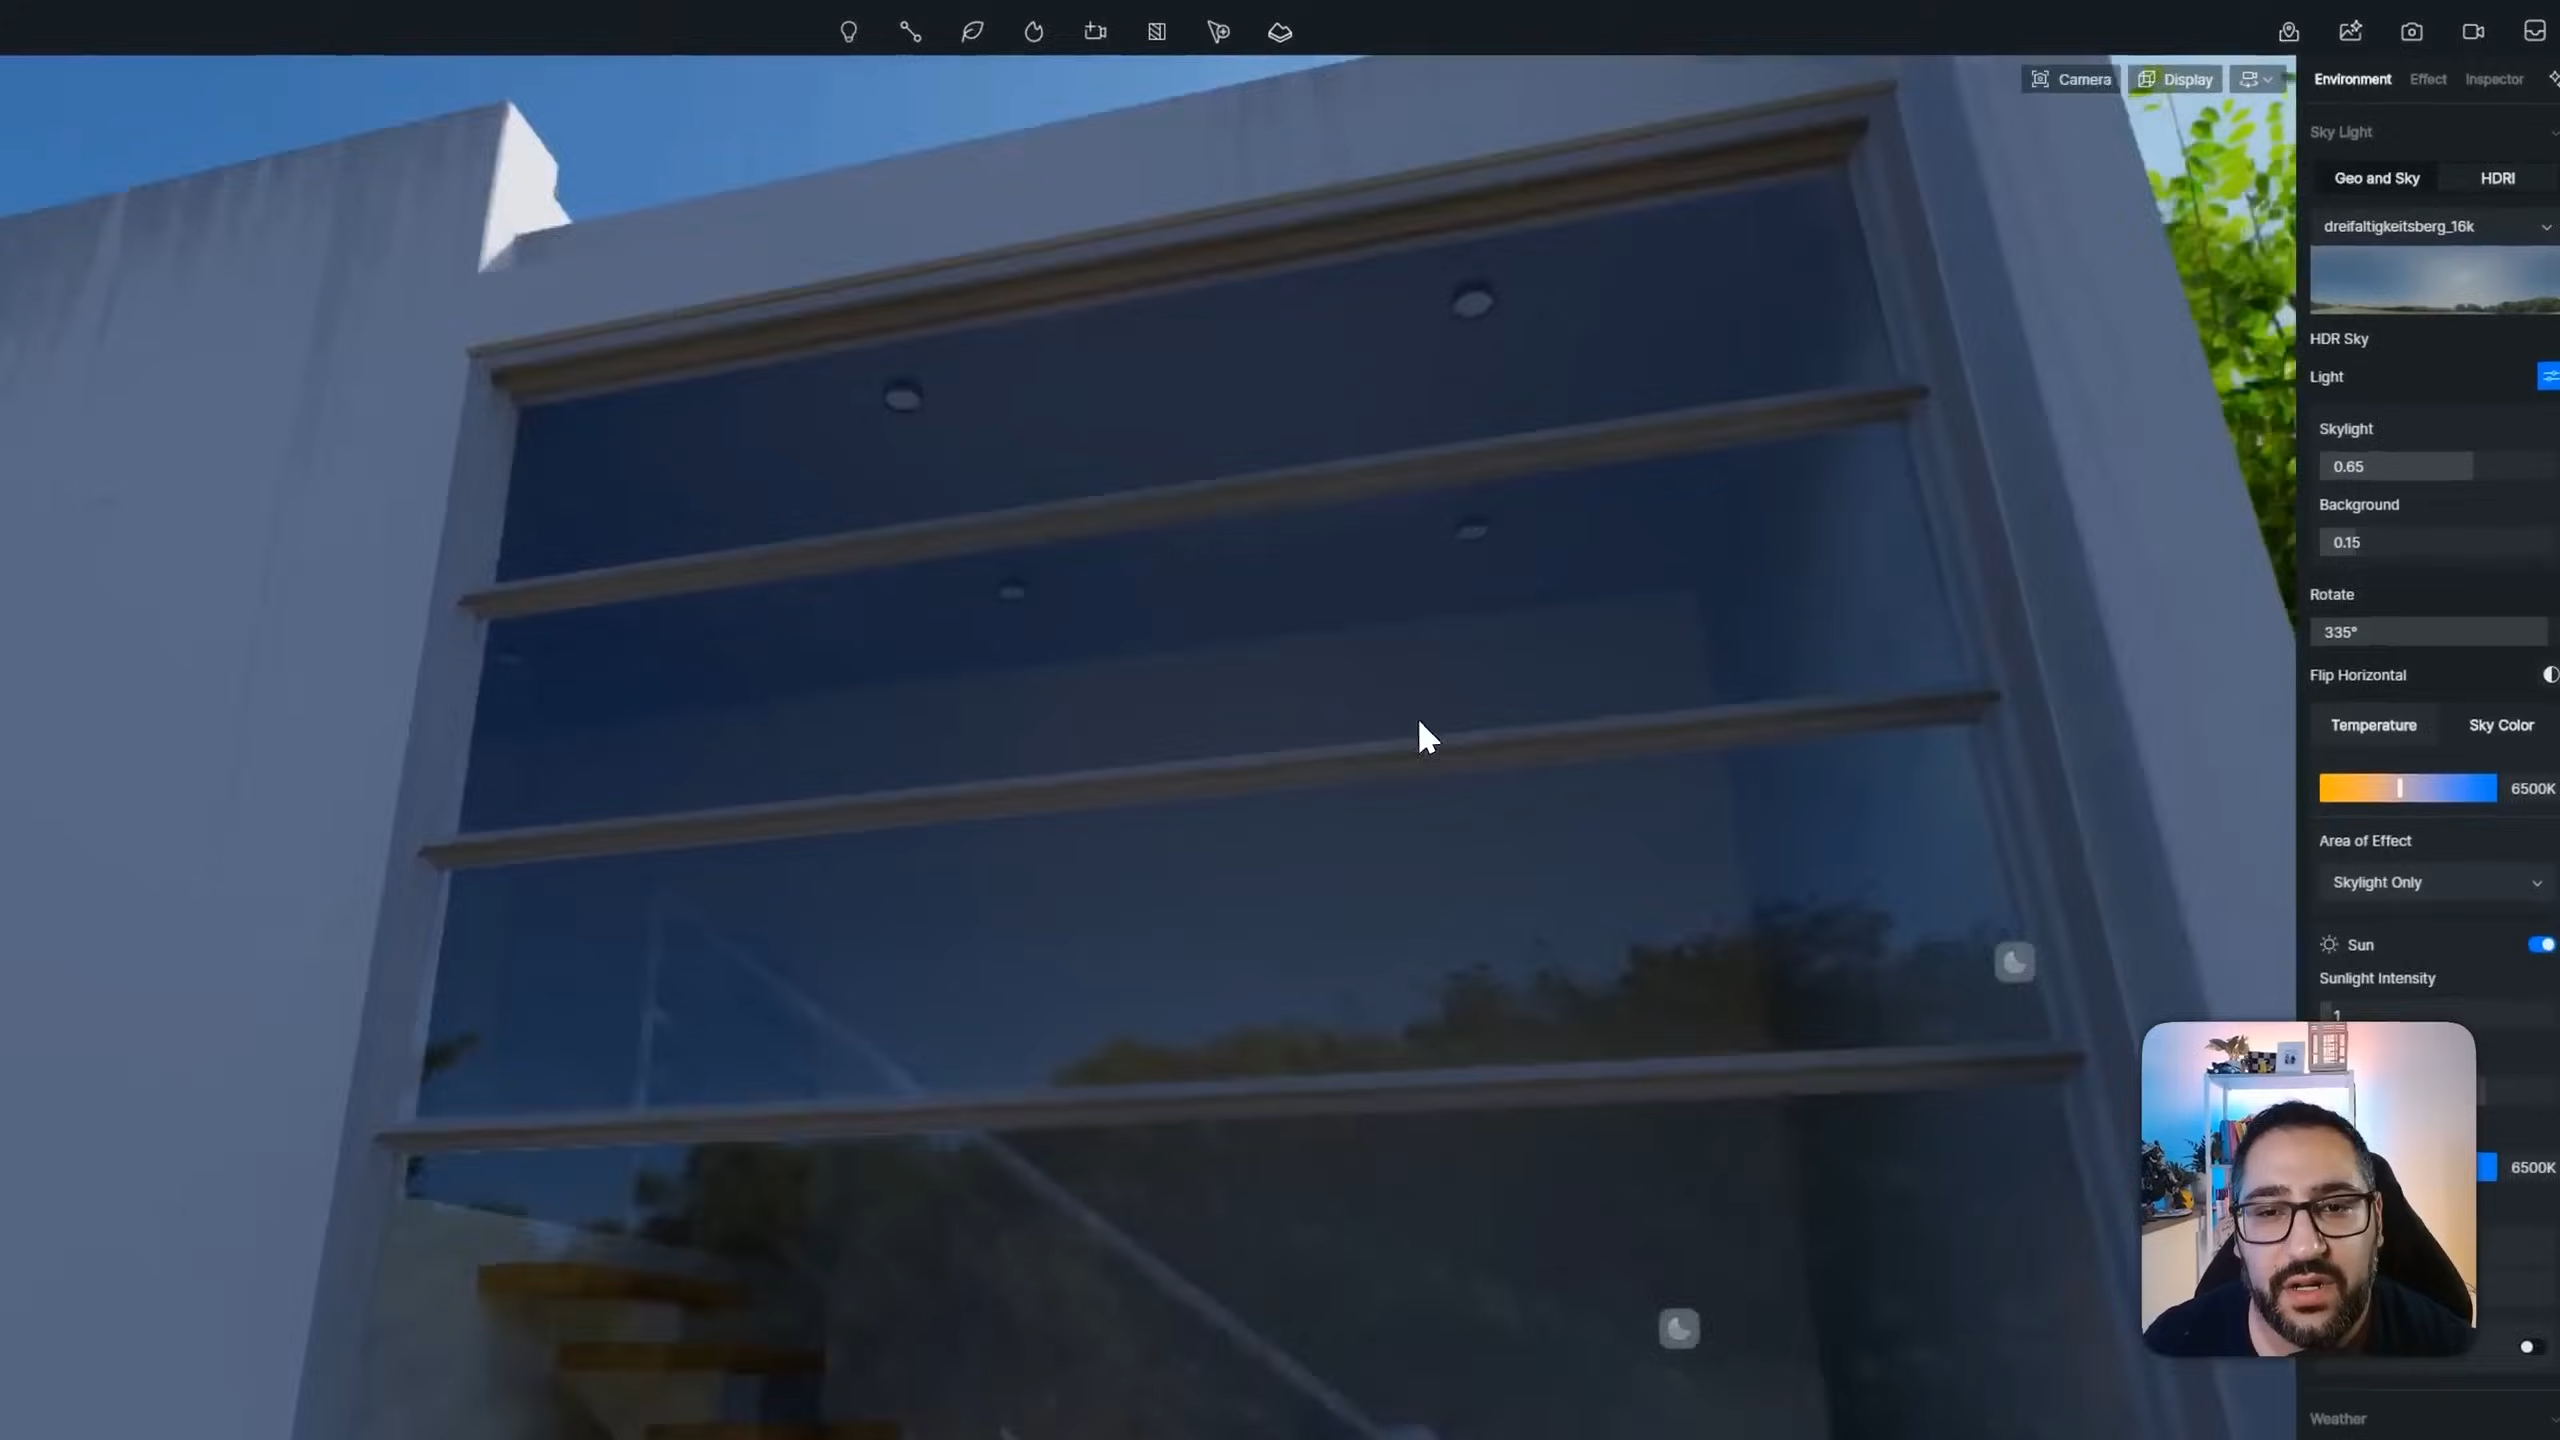 Camera
Display
Environment Effect Inspector
Sky Light
Geo and Sky HDRI
dreifaltigkeitsberg_16k
HDR Sky
Light
Skylight
0.65
Background
0.15
Rotate
335°
Flip Horizontal
Temperature Sky Color
6500K
Area of Effect
Skylight Only
Sun
Sunlight Intensity
1
6500K
Weather